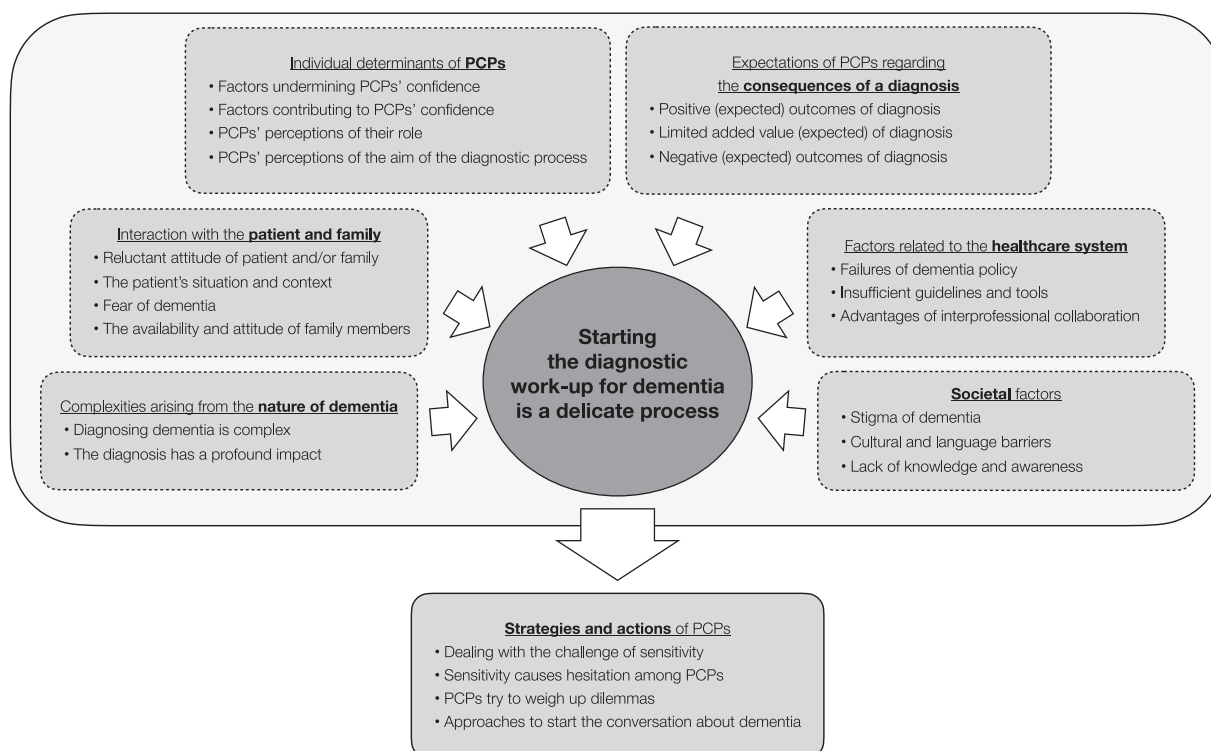 Individual determinants of PCPs
• Factors undermining PCPs' confidence
• Factors contributing to PCPs' confidence
• PCPs' perceptions of their role
• PCPs' perceptions of the aim of the diagnostic process
Expectations of PCPs regarding
the consequences of a diagnosis
• Positive (expected) outcomes of diagnosis
• Limited added value (expected) of diagnosis
• Negative (expected) outcomes of diagnosis
Interaction with the patient and family
• Reluctant attitude of patient and/or family
• The patient's situation and context
• Fear of dementia
• The availability and attitude of family members
Factors related to the healthcare system
• Failures of dementia policy
• Insufficient guidelines and tools
• Advantages of interprofessional collaboration
Starting
the diagnostic
work-up for dementia
is a delicate process
Complexities arising from the nature of dementia
• Diagnosing dementia is complex
• The diagnosis has a profound impact
Societal factors
• Stigma of dementia
• Cultural and language barriers
• Lack of knowledge and awareness
Strategies and actions of PCPs
• Dealing with the challenge of sensitivity
• Sensitivity causes hesitation among PCPs
• PCPs try to weigh up dilemmas
• Approaches to start the conversation about dementia